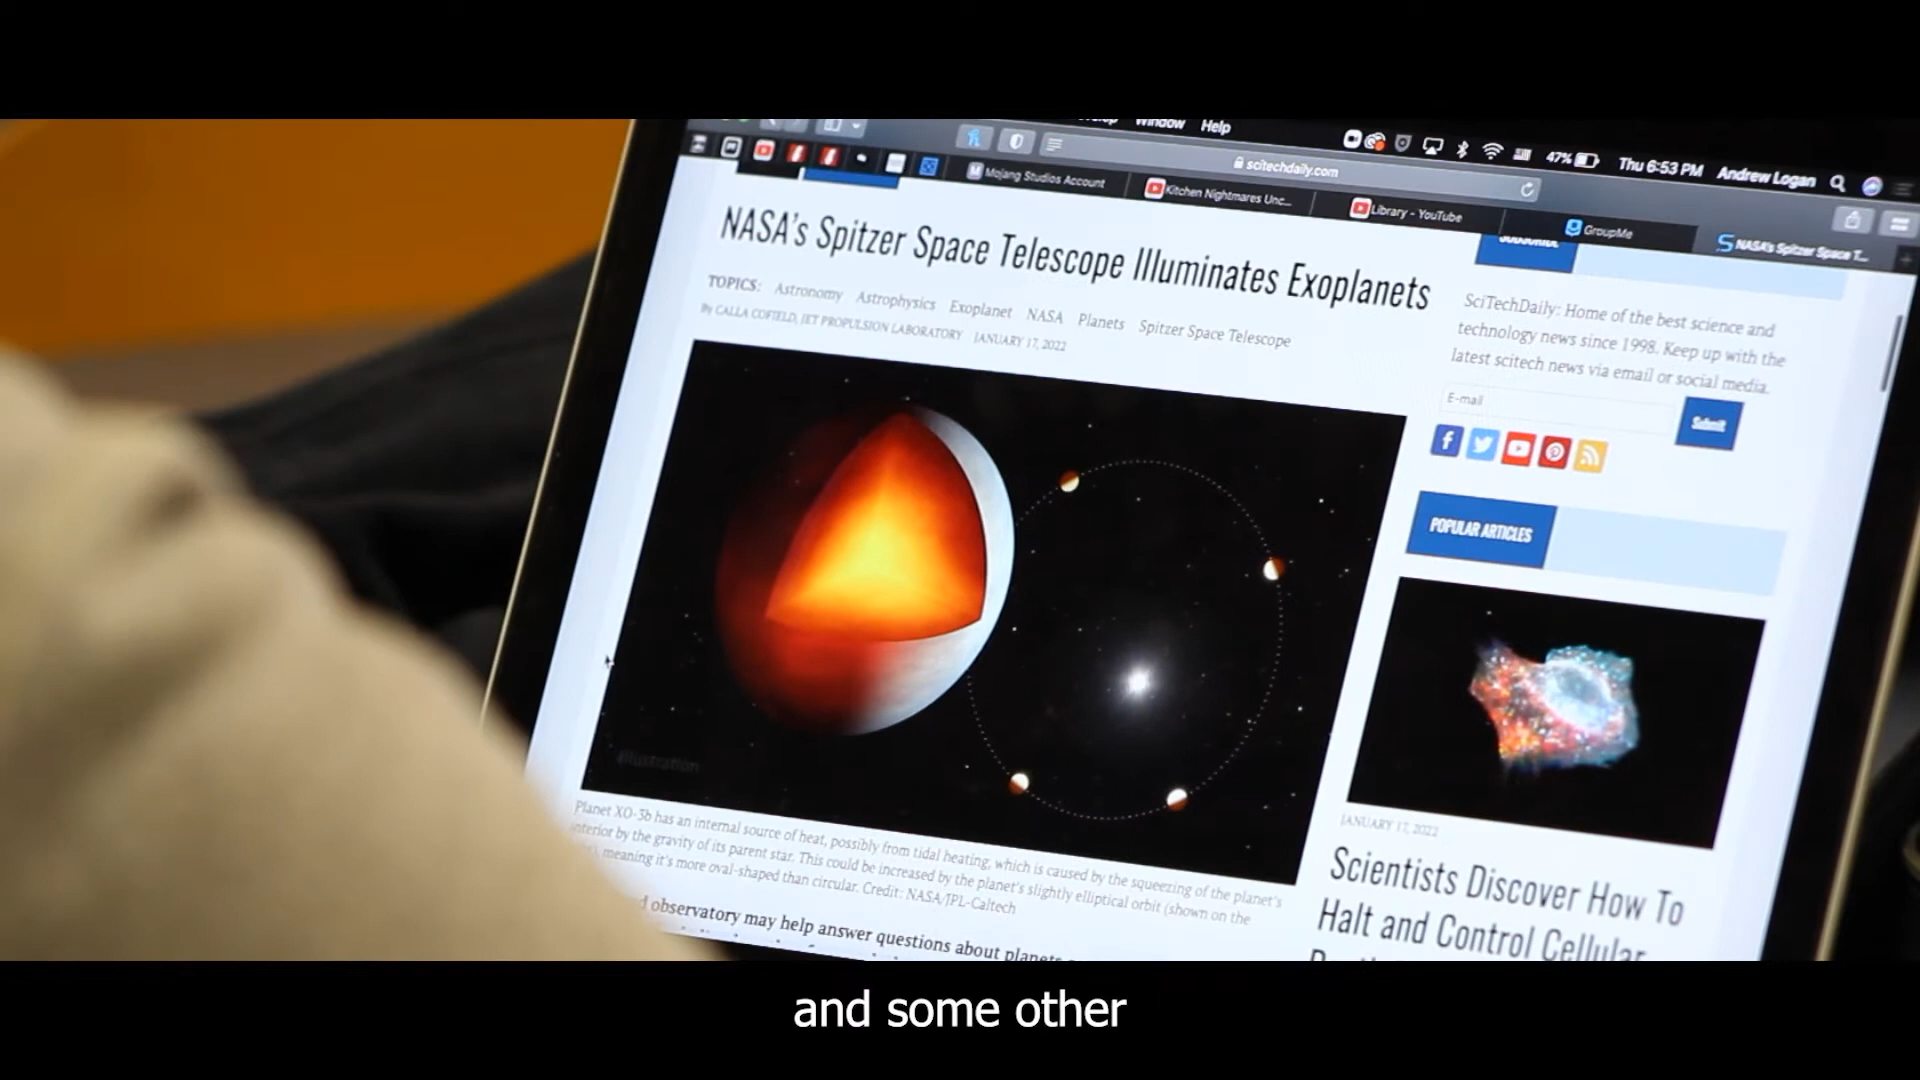 Window Help
47% Thu 6:53 PM Andrew Logan
scitechdaily.com
Mojang Studios Account
Kitchen Nightmares Unc...
Library - YouTube
GroupMe
NASA's Spitzer Space T...
NASA's Spitzer Space Telescope Illuminates Exoplanets
TOPICS: Astronomy Astrophysics Exoplanet NASA Planets Spitzer Space Telescope
By CALLA COFIELD, JET PROPULSION LABORATORY JANUARY 17, 2022
illustration
Planet XO-3b has an internal source of heat, possibly from tidal heating, which is caused by the squeezing of the planet's
interior by the gravity of its parent star. This could be increased by the planet's slightly elliptical orbit (shown on the
meaning it's more oval-shaped than circular. Credit: NASA/JPL-Caltech
observatory may help answer questions about planets
SUBSCRIBE
SciTechDaily: Home of the best science and
technology news since 1998. Keep up with the
latest scitech news via email or social media.
E-mail
Submit
POPULAR ARTICLES
JANUARY 17, 2022
Scientists Discover How To
Halt and Control Cellular
and some other